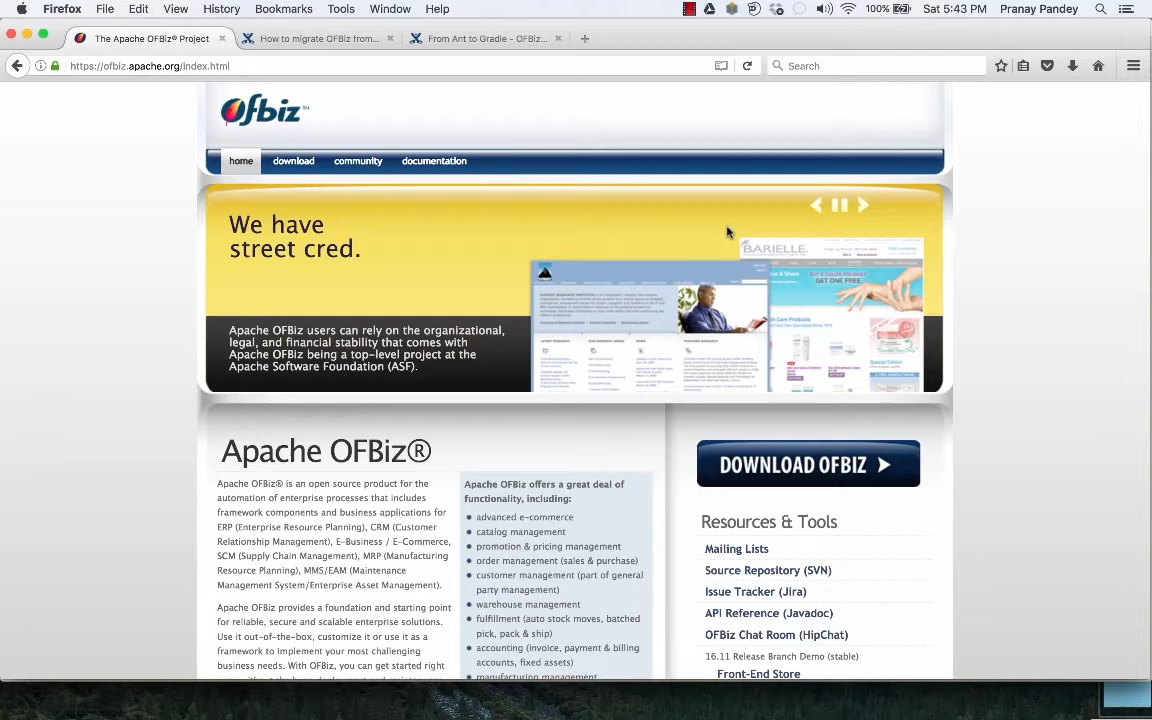 Firefox File Edit View History Bookmarks Tools Window Help 100% Sat 5:43 PM Pranay Pandey
The Apache OFBiz® Project How to migrate OFBiz from... From Ant to Gradle - OFBiz...
https://ofbiz.apache.org/index.html Search
Ofbiz™
home download community documentation
We have
street cred.
BARIELLE.
BUY 2 COLOR POLISHES
GET ONE FREE!
Apache OFBiz users can rely on the organizational,
legal, and financial stability that comes with
Apache OFBiz being a top-level project at the
Apache Software Foundation (ASF).
Apache OFBiz®
Apache OFBiz® is an open source product for the
automation of enterprise processes that includes
framework components and business applications for
ERP (Enterprise Resource Planning), CRM (Customer
Relationship Management), E-Business / E-Commerce,
SCM (Supply Chain Management), MRP (Manufacturing
Resource Planning), MMS/EAM (Maintenance
Management System/Enterprise Asset Management).
Apache OFBiz provides a foundation and starting point
for reliable, secure and scalable enterprise solutions.
Use it out-of-the-box, customize it or use it as a
framework to implement your most challenging
business needs. With OFBiz, you can get started right
Apache OFBiz offers a great deal of
functionality, including:
advanced e-commerce
catalog management
promotion & pricing management
order management (sales & purchase)
customer management (part of general
party management)
warehouse management
fulfillment (auto stock moves, batched
pick, pack & ship)
accounting (invoice, payment & billing
accounts, fixed assets)
manufacturing management
DOWNLOAD OFBIZ
Resources & Tools
Mailing Lists
Source Repository (SVN)
Issue Tracker (Jira)
API Reference (Javadoc)
OFBiz Chat Room (HipChat)
16.11 Release Branch Demo (stable)
Front-End Store